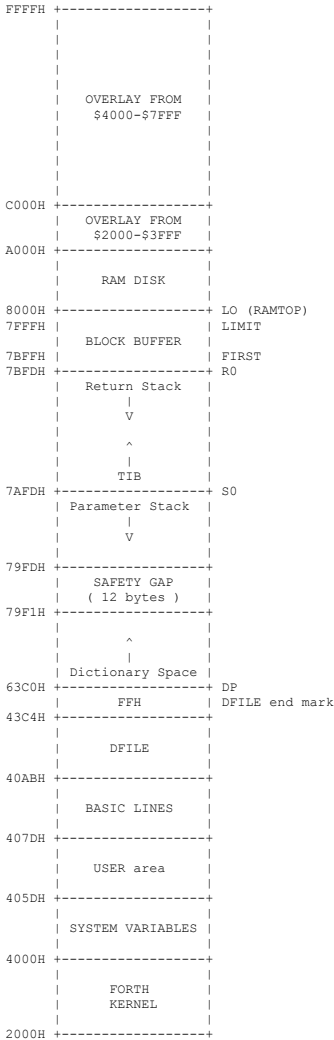 FFFFH +------------------+
|                  |
|                  |
|                  |
|                  |
|   OVERLAY FROM   |
|    $4000-$7FFF   |
|                  |
|                  |
|                  |
|                  |
|                  |
C000H +------------------+
|   OVERLAY FROM   |
|    $2000-$3FFF   |
A000H +------------------+
|                  |
|     RAM DISK     |
|                  |
8000H +------------------+ LO (RAMTOP)
7FFFH |                  | LIMIT
|   BLOCK BUFFER   |
7BFFH |                  | FIRST
7BFDH +------------------+ R0
|   Return Stack   |
|        |         |
|        V         |
|                  |
|        ^         |
|        |         |
|       TIB        |
7AFDH +------------------+ S0
| Parameter Stack  |
|        |         |
|        V         |
|                  |
79FDH +------------------+
|    SAFETY GAP    |
|   ( 12 bytes )   |
79F1H +------------------+
|                  |
|        ^         |
|        |         |
| Dictionary Space |
63C0H +------------------+ DP
|       FFH        | DFILE end mark
43C4H +------------------+
|                  |
|      DFILE       |
|                  |
40ABH +------------------+
|                  |
|   BASIC LINES    |
|                  |
407DH +------------------+
|                  |
|    USER area     |
|                  |
405DH +------------------+
|                  |
| SYSTEM VARIABLES |
|                  |
4000H +------------------+
|                  |
|      FORTH       |
|      KERNEL      |
|                  |
2000H +------------------+